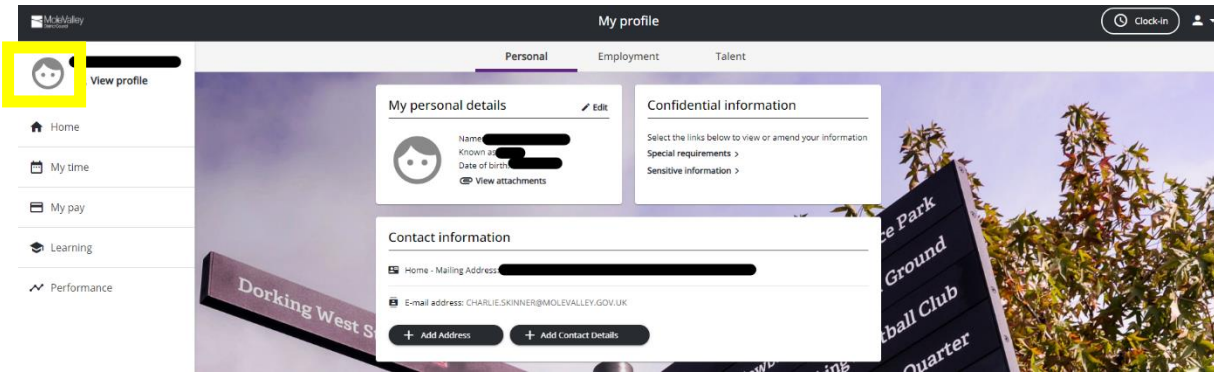 MoleValley
My profile
Clock-in
View profile
Personal
Employment
Talent
Home
My time
My pay
Learning
Performance
My personal details
Edit
Name:
Known as
Date of birth:
View attachments
Confidential information
Select the links below to view or amend your information
Special requirements >
Sensitive information >
Contact information
Home - Mailing Address:
E-mail address: CHARLIE.SKINNER@MOLEVALLEY.GOV.UK
+ Add Address
+ Add Contact Details
Dorking West S
e Park
Ground
tball Club
Quarter